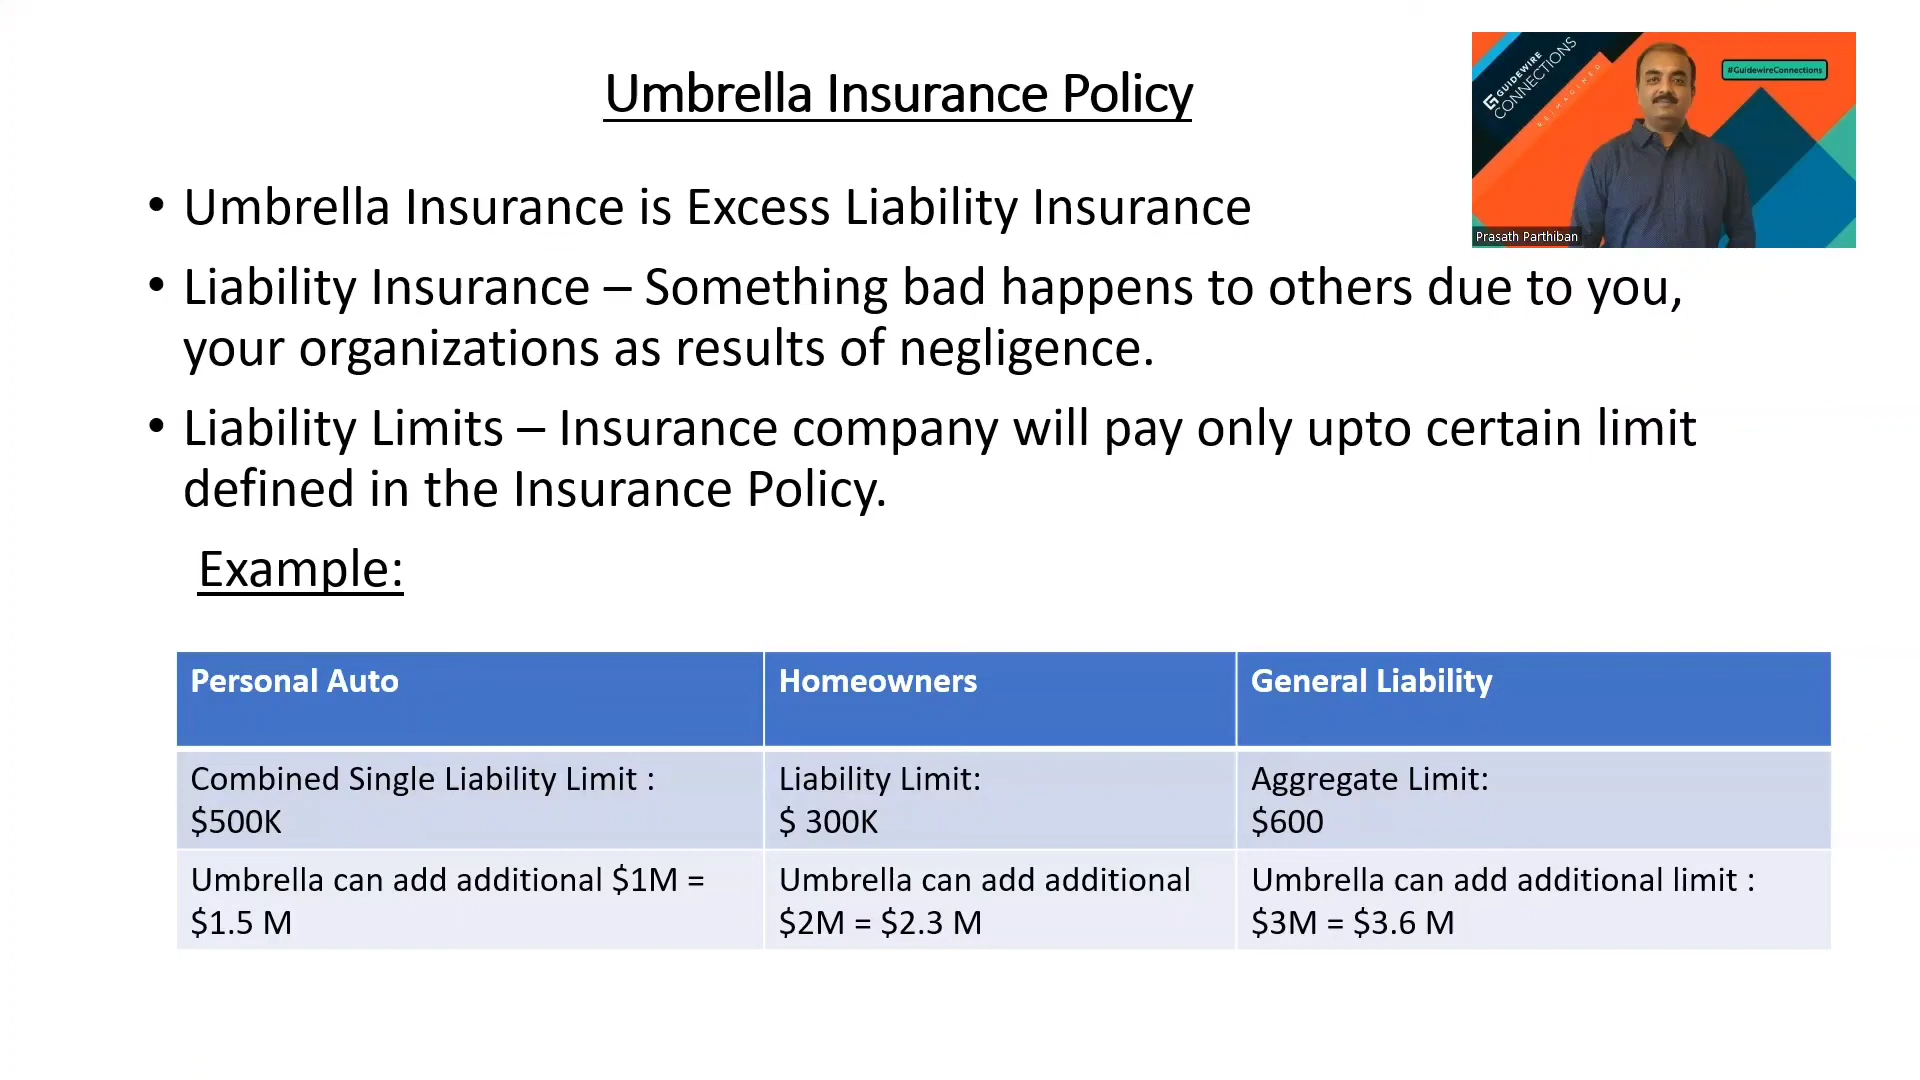 Umbrella Insurance Policy
GUIDEWIRE
CONNECTIONS
REIMAGINED
#GuidewireConnections
Prasath Parthiban
• Umbrella Insurance is Excess Liability Insurance
• Liability Insurance – Something bad happens to others due to you,
your organizations as results of negligence.
• Liability Limits – Insurance company will pay only upto certain limit
defined in the Insurance Policy.
Example:
Personal Auto
Homeowners
General Liability
Combined Single Liability Limit :
$500K
Liability Limit:
$ 300K
Aggregate Limit:
$600
Umbrella can add additional $1M =
$1.5 M
Umbrella can add additional
$2M = $2.3 M
Umbrella can add additional limit :
$3M = $3.6 M